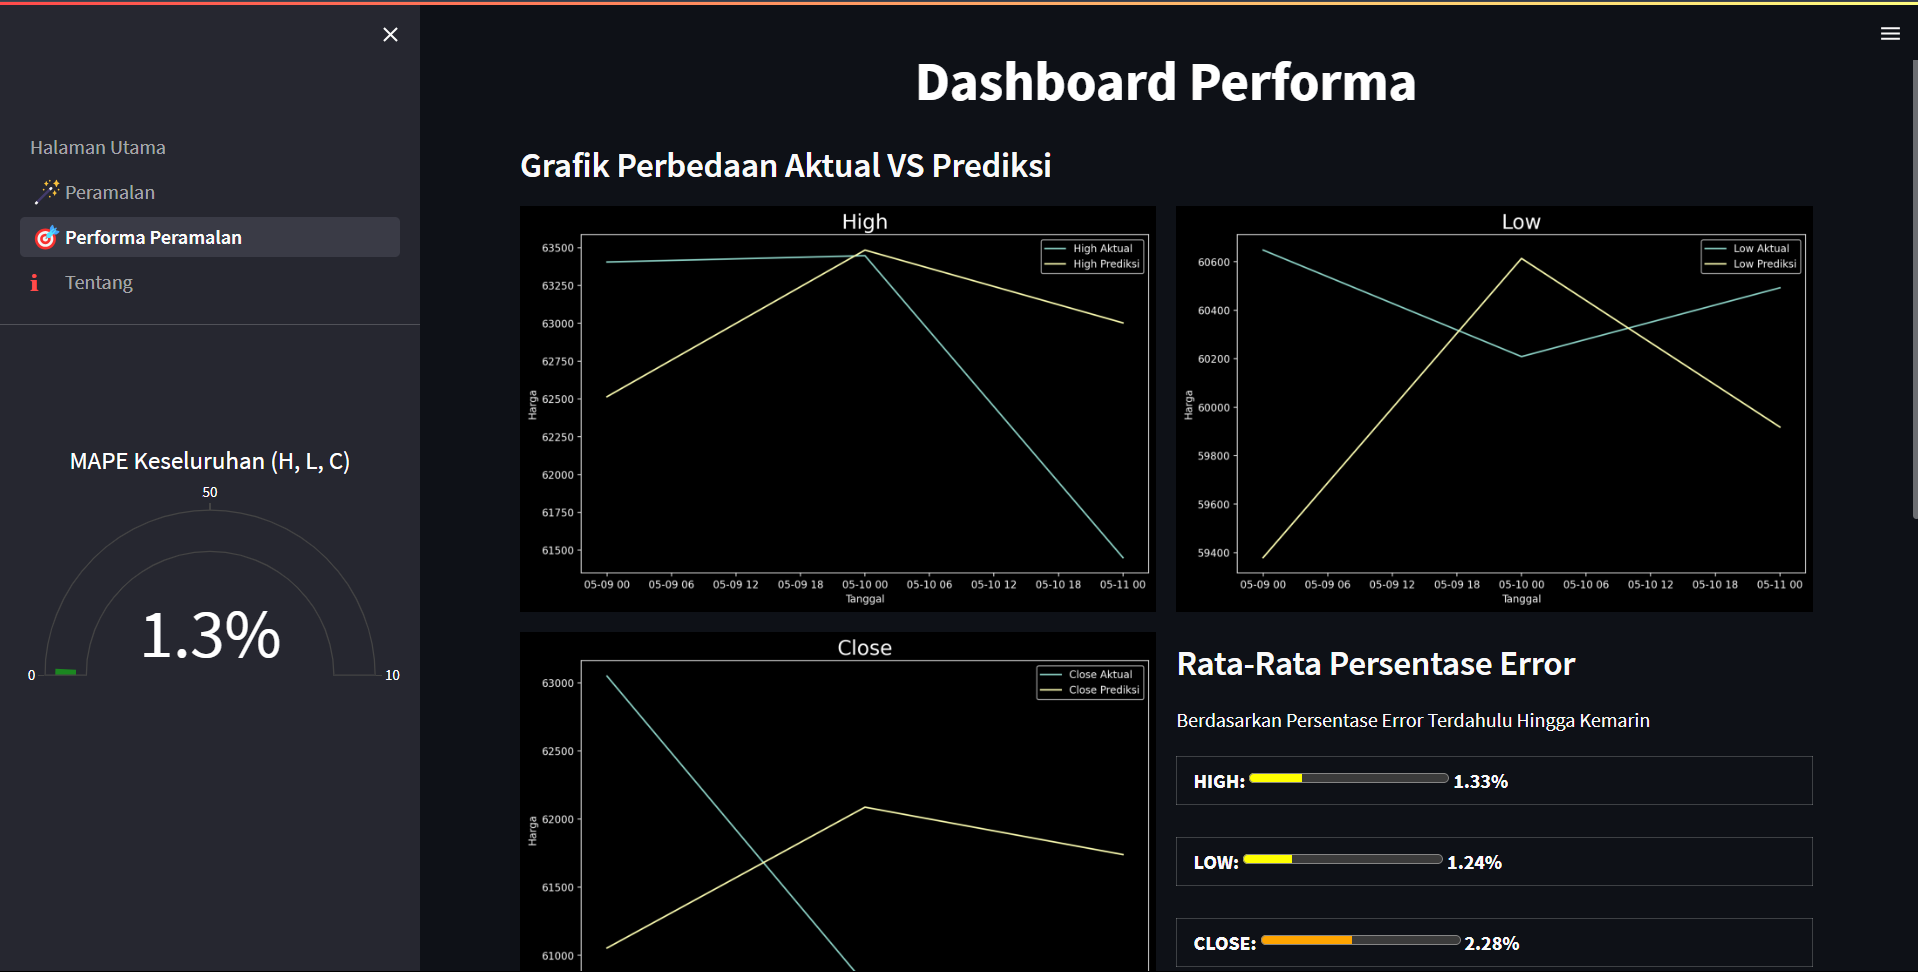 Halaman Utama
Peramalan
Performa Peramalan
Tentang
MAPE Keseluruhan (H, L, C)
50
1.3%
0
10
Dashboard Performa
Grafik Perbedaan Aktual VS Prediksi
High
High Aktual
High Prediksi
63500
63250
63000
62750
62500
62250
62000
61750
61500
Harga
05-09 00 05-09 06 05-09 12 05-09 18 05-10 00 05-10 06 05-10 12 05-10 18 05-11 00
Tanggal
Low
Low Aktual
Low Prediksi
60600
60400
60200
60000
59800
59600
59400
Harga
05-09 00 05-09 06 05-09 12 05-09 18 05-10 00 05-10 06 05-10 12 05-10 18 05-11 00
Tanggal
Close
Close Aktual
Close Prediksi
63000
62500
62000
61500
61000
Harga
Rata-Rata Persentase Error
Berdasarkan Persentase Error Terdahulu Hingga Kemarin
HIGH: 1.33%
LOW: 1.24%
CLOSE: 2.28%